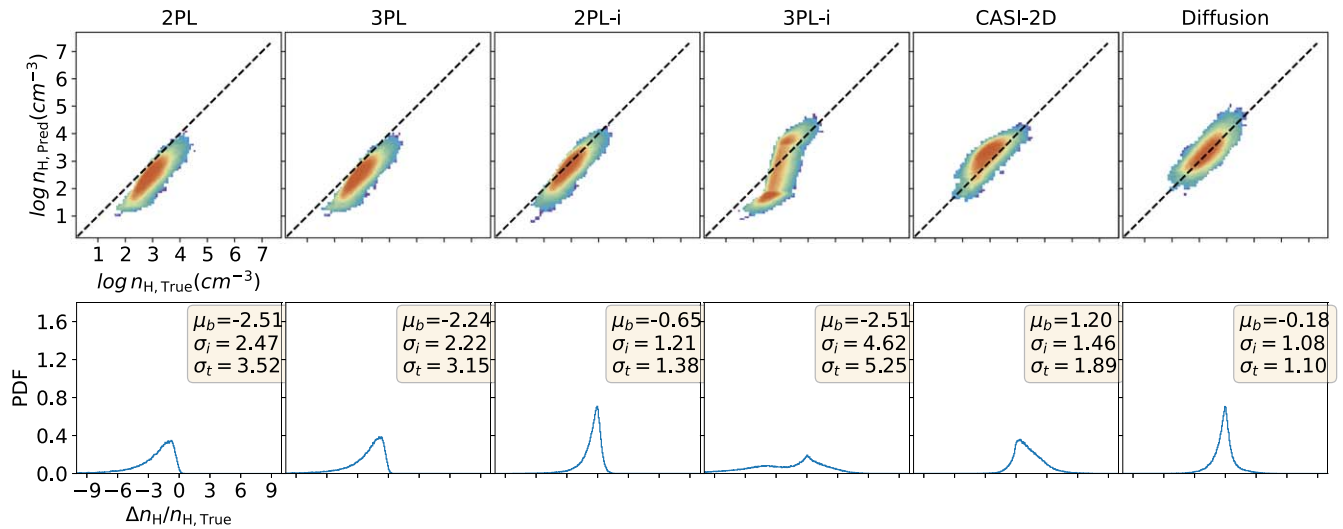 2PL 3PL 2PL-i 3PL-i CASI-2D Diffusion
log n_H, Pred(cm^−3)
7
6
5
4
3
2
1
1 2 3 4 5 6 7
log n_H, True(cm^−3)
PDF
1.6
1.2
0.8
0.4
0.0
μ_b=-2.51
σ_i = 2.47
σ_t = 3.52
μ_b=-2.24
σ_i = 2.22
σ_t = 3.15
μ_b=-0.65
σ_i = 1.21
σ_t = 1.38
μ_b=-2.51
σ_i = 4.62
σ_t = 5.25
μ_b=1.20
σ_i = 1.46
σ_t = 1.89
μ_b=-0.18
σ_i = 1.08
σ_t = 1.10
−9 −6 −3 0 3 6 9
Δn_H/n_H, True